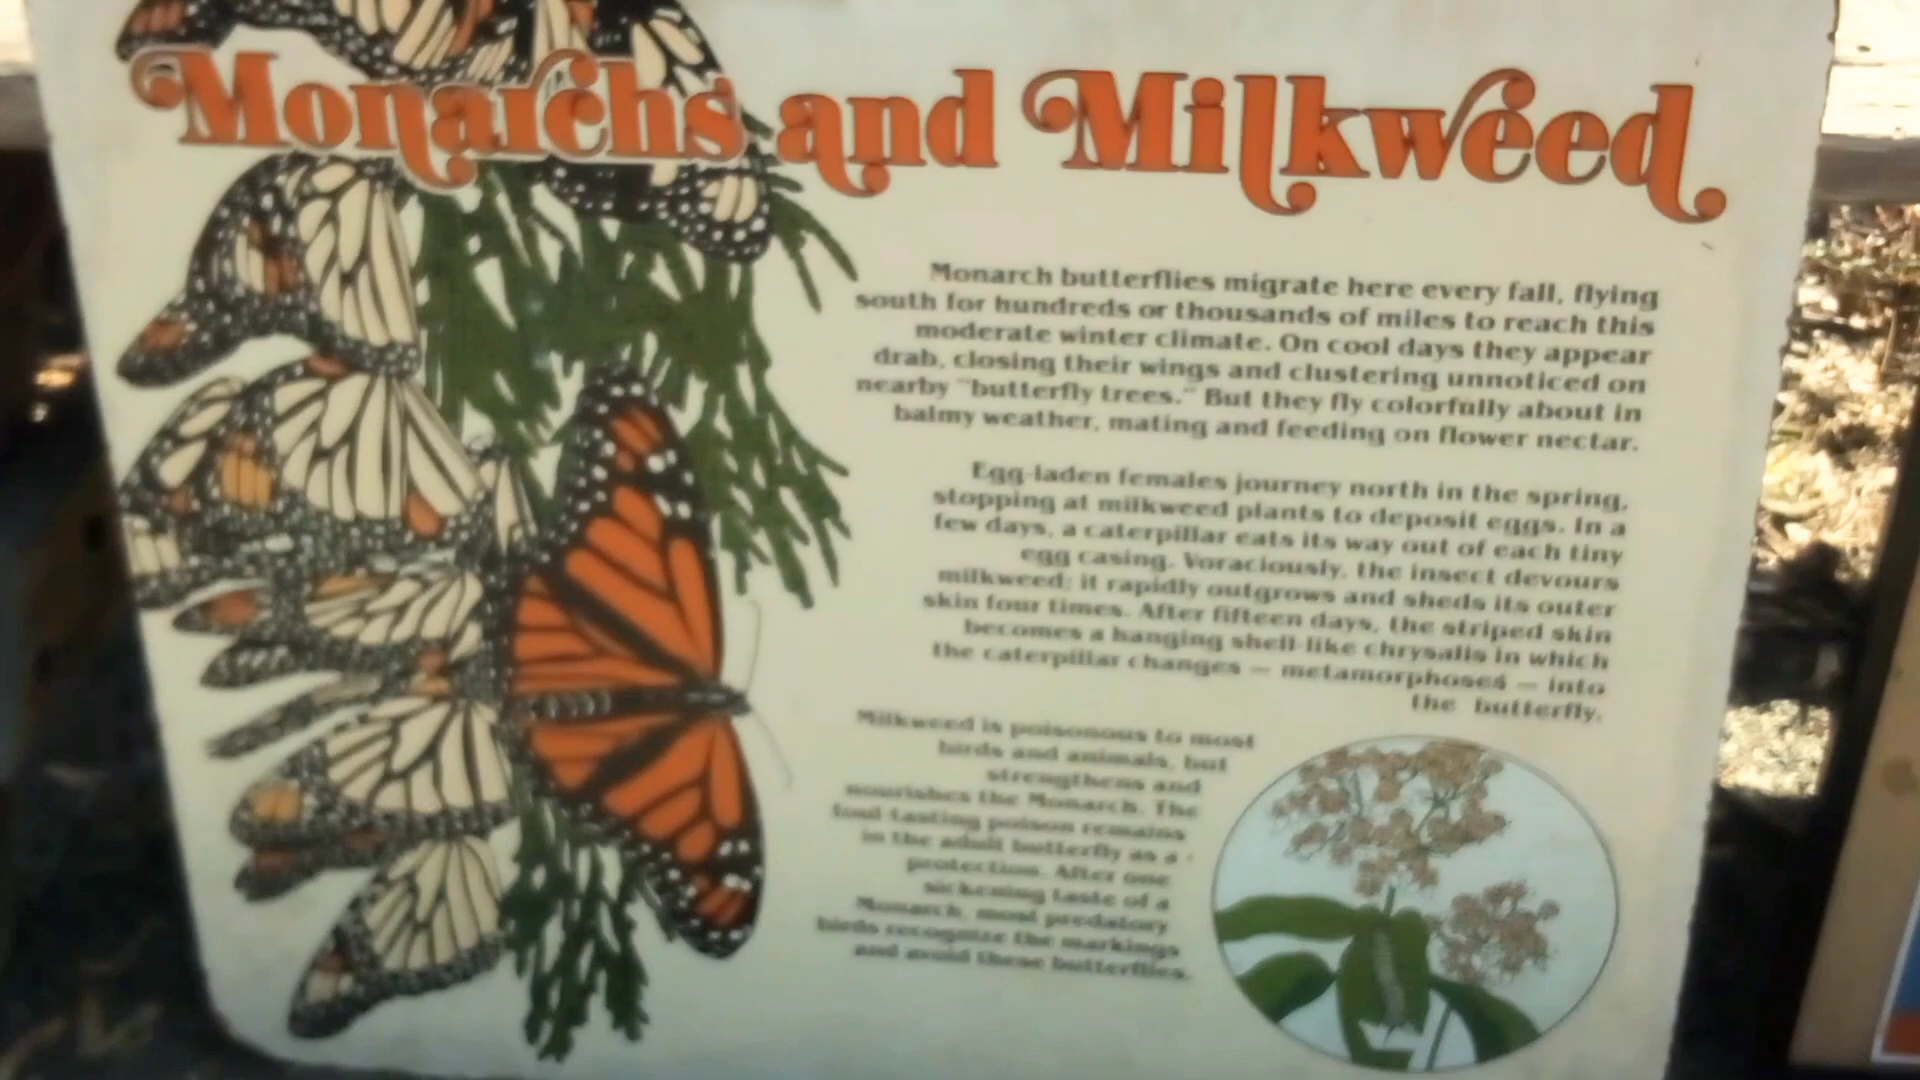 Monarchs and Milkweed
Monarch butterflies migrate here every fall, flying
south for hundreds or thousands of miles to reach this
moderate winter climate. On cool days they appear
drab, closing their wings and clustering unnoticed on
nearby "butterfly trees." But they fly colorfully about in
balmy weather, mating and feeding on flower nectar.
Egg-laden females journey north in the spring,
stopping at milkweed plants to deposit eggs. In a
few days, a caterpillar eats its way out of each tiny
egg casing. Voraciously, the insect devours
milkweed; it rapidly outgrows and sheds its outer
skin four times. After fifteen days, the striped skin
becomes a hanging shell-like chrysalis in which
the caterpillar changes — metamorphoses — into
the butterfly.
Milkweed is poisonous to most
birds and animals, but
strengthens and
nourishes the Monarch. The
foul-tasting poison remains
in the adult butterfly as a
protection. After one
sickening taste of a
Monarch, most predatory
birds recognize the markings
and avoid these butterflies.